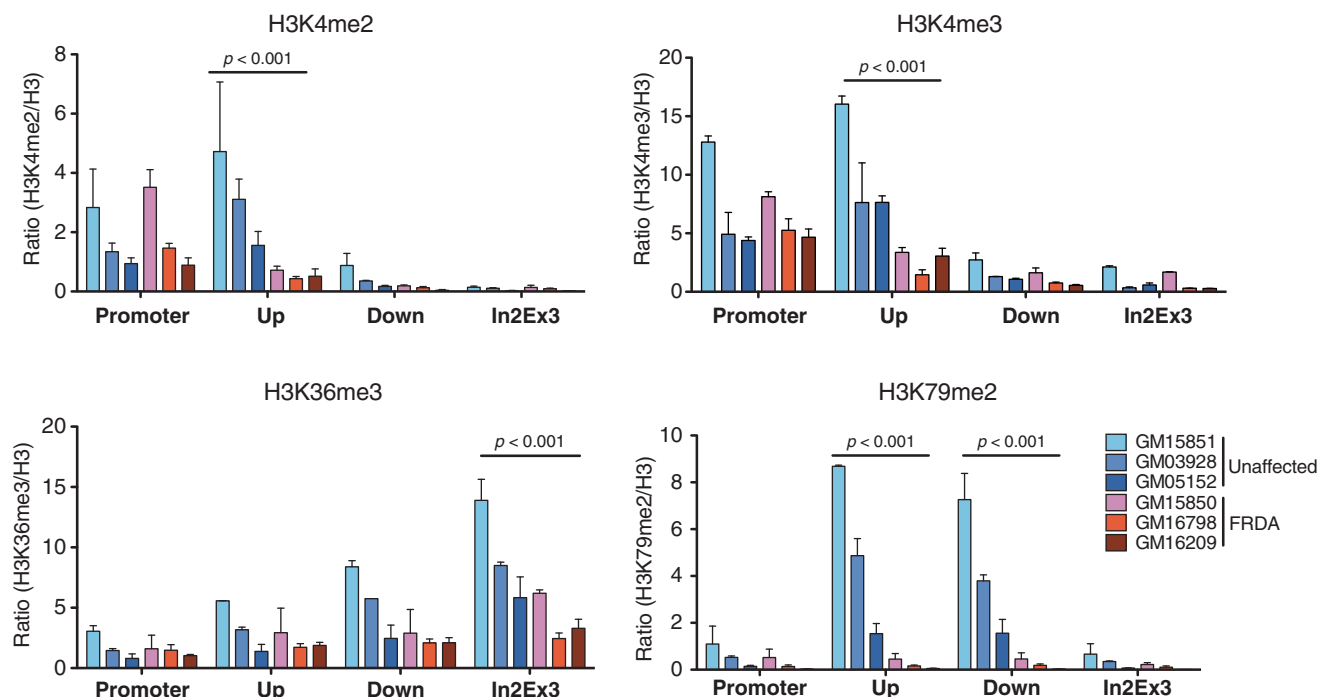 H3K4me2
Ratio (H3K4me2/H3)
8
6
4
2
0
p < 0.001
Promoter Up Down In2Ex3
H3K4me3
Ratio (H3K4me3/H3)
20
15
10
5
0
p < 0.001
Promoter Up Down In2Ex3
H3K36me3
Ratio (H3K36me3/H3)
20
15
10
5
0
p < 0.001
Promoter Up Down In2Ex3
H3K79me2
Ratio (H3K79me2/H3)
10
8
6
4
2
0
p < 0.001 p < 0.001
Promoter Up Down In2Ex3
GM15851
GM03928
GM05152
Unaffected
GM15850
GM16798
GM16209
FRDA